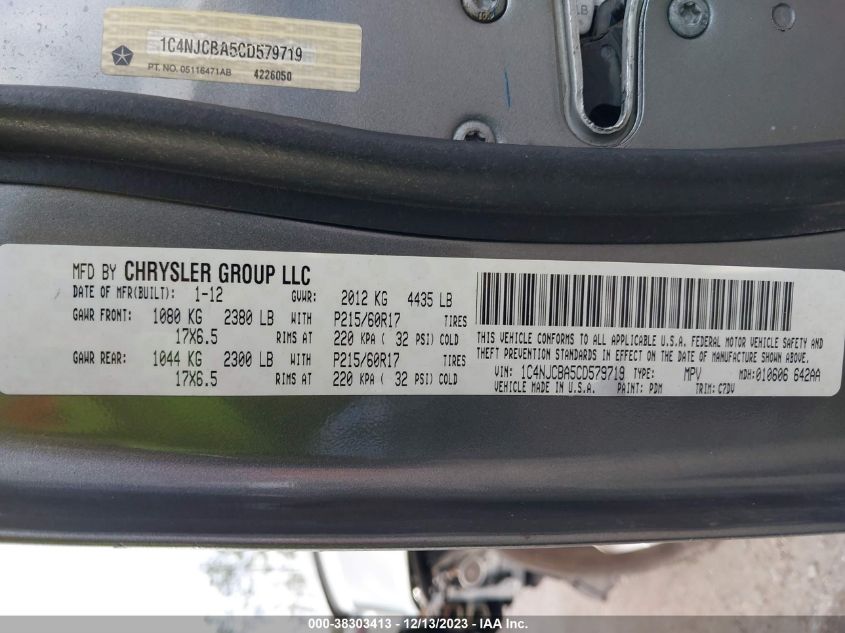 LB
1C4NJCBA5CD579719
PT. NO. 05116471AB 4226050
MFD BY CHRYSLER GROUP LLC
DATE OF MFR(BUILT): 1-12 GVWR: 2012 KG 4435 LB
GAWR FRONT: 1080 KG 2380 LB WITH P215/60R17 TIRES
17X6.5 RIMS AT 220 KPA ( 32 PSI) COLD
GAWR REAR: 1044 KG 2300 LB WITH P215/60R17 TIRES
17X6.5 RIMS AT 220 KPA ( 32 PSI) COLD
THIS VEHICLE CONFORMS TO ALL APPLICABLE U.S.A. FEDERAL MOTOR VEHICLE SAFETY AND
THEFT PREVENTION STANDARDS IN EFFECT ON THE DATE OF MANUFACTURE SHOWN ABOVE.
VIN: 1C4NJCBA5CD579719 TYPE: MPV MDH: 010606 642AA
VEHICLE MADE IN U.S.A. PAINT: PDM TRIM: C7DV
000-38303413 - 12/13/2023 - IAA Inc.